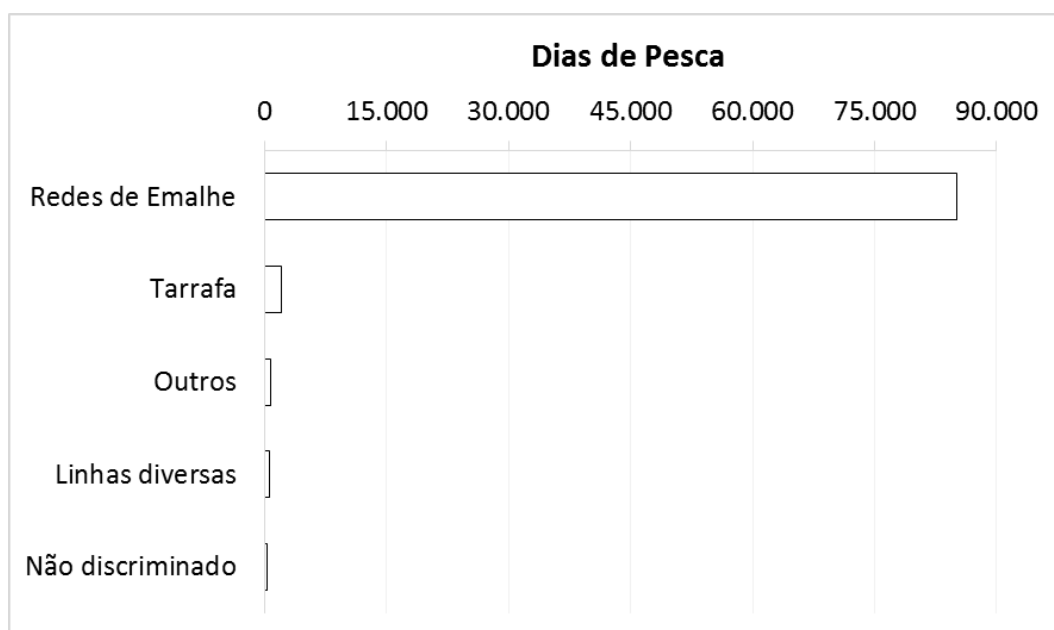 Dias de Pesca
0 15.000 30.000 45.000 60.000 75.000 90.000
Redes de Emalhe
Tarrafa
Outros
Linhas diversas
Não discriminado